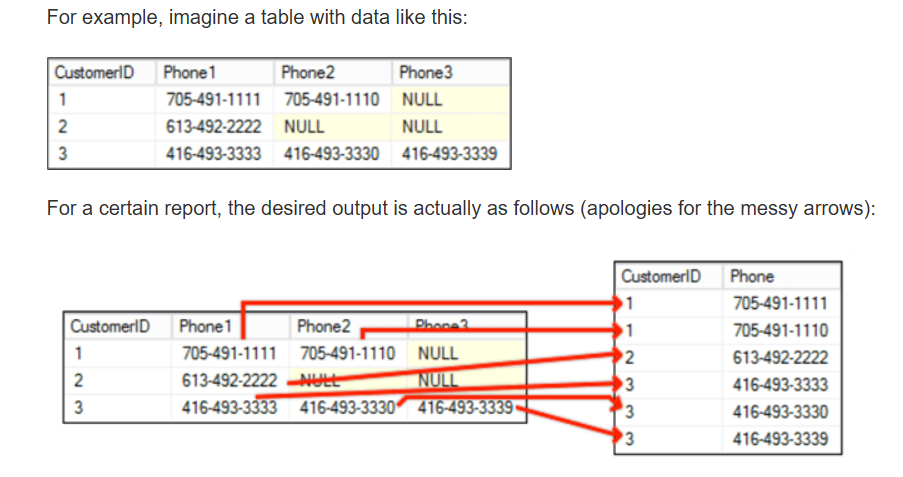 For example, imagine a table with data like this:
CustomerID Phone1 Phone2 Phone3
1 705-491-1111 705-491-1110 NULL
2 613-492-2222 NULL NULL
3 416-493-3333 416-493-3330 416-493-3339
For a certain report, the desired output is actually as follows (apologies for the messy arrows):
CustomerID Phone1 Phone2 Phone3
1 705-491-1111 705-491-1110 NULL
2 613-492-2222 NULL NULL
3 416-493-3333 416-493-3330 416-493-3339
CustomerID Phone
1 705-491-1111
1 705-491-1110
2 613-492-2222
3 416-493-3333
3 416-493-3330
3 416-493-3339